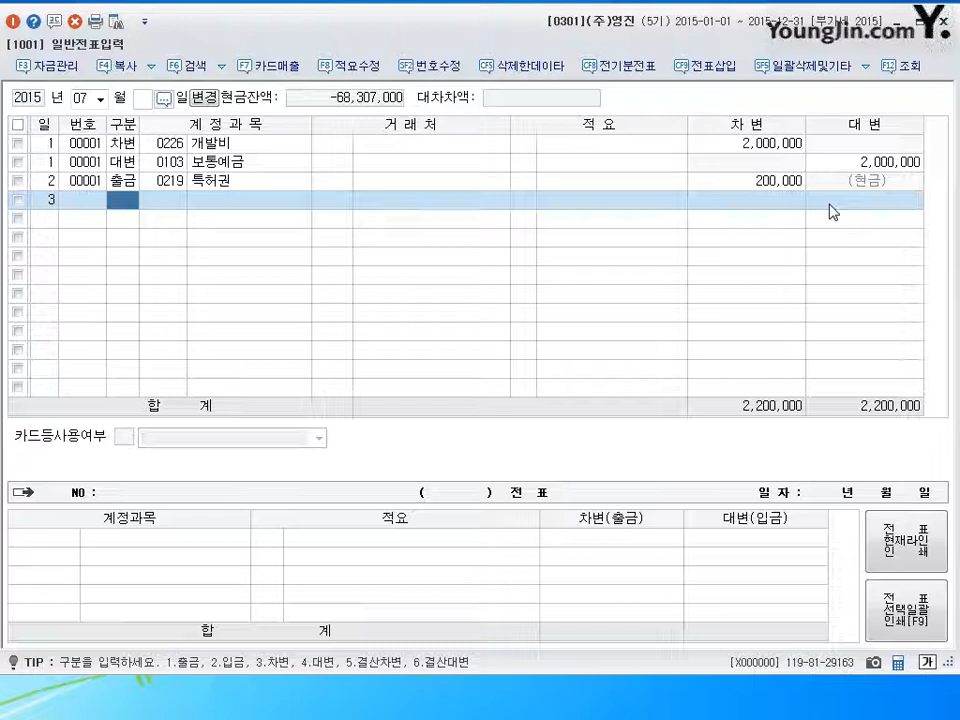 [0301](주)영진 (5기) 2015-01-01 ~ 2015-12-31 [부가세 2015]
YoungJin.com Y.
[1001] 일반전표입력
F3 자금관리 F4 복사 F6 검색 F7 카드매출 F8 적요수정 SF2 번호수정 CF5 삭제한데이타 CF8 전기분전표 CF9 전표삽입 SF5 일괄삭제및기타 F12 조회
2015 년 07 월 일 변경 현금잔액: -68,307,000 대차차액:
일 번호 구분 계 정 과 목 거 래 처 적 요 차 변 대 변
1 00001 차변 0226 개발비 2,000,000
1 00001 대변 0103 보통예금 2,000,000
2 00001 출금 0219 특허권 200,000 (현금)
3
합 계 2,200,000 2,200,000
카드등사용여부
NO : ( ) 전 표 일 자 : 년 월 일
계정과목 적요 차변(출금) 대변(입금)
전 표
현재라인
인 쇄
전 표
선택일괄
인쇄[F9]
합 계
TIP : 구분을 입력하세요. 1.출금, 2.입금, 3.차변, 4.대변, 5.결산차변, 6.결산대변 [X000000] 119-81-29163 가